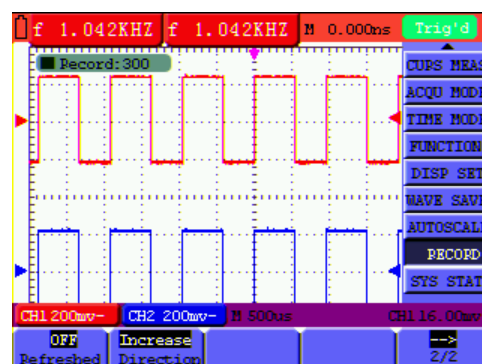 f 1.042KHZ f 1.042KHZ M 0.000ns Trig'd
Record:300
CURS MEAS
ACQU MODE
TIME MODE
FUNCTION
DISP SET
WAVE SAVE
AUTOSCALE
RECORD
SYS STAT
CH1 200mv- CH2 200mv- M 500us CH1 16.00mv
OFF Increase -->
Refreshed Direction 2/2